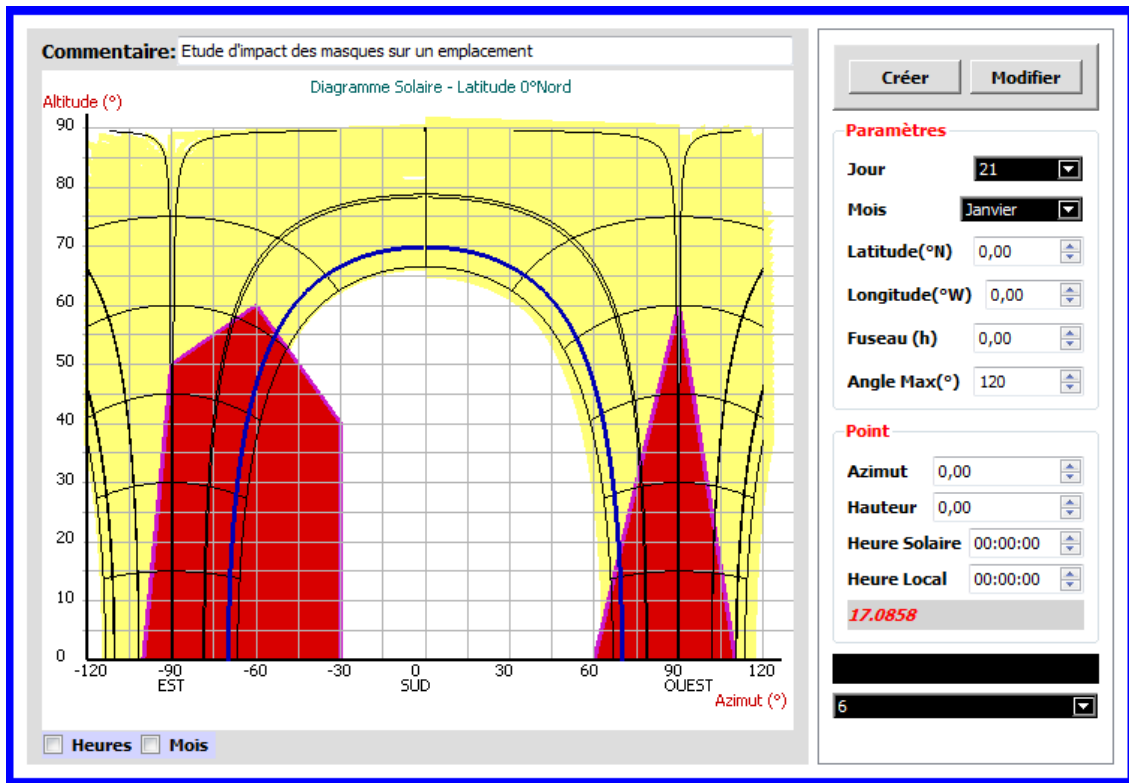 Commentaire: Etude d'impact des masques sur un emplacement
Diagramme Solaire - Latitude 0°Nord
Altitude (°)
90
80
70
60
50
40
30
20
10
0
-120 -90 -60 -30 0 30 60 90 120
EST SUD OUEST
Azimut (°)
Heures Mois
Créer Modifier
Paramètres
Jour 21
Mois Janvier
Latitude(°N) 0,00
Longitude(°W) 0,00
Fuseau (h) 0,00
Angle Max(°) 120
Point
Azimut 0,00
Hauteur 0,00
Heure Solaire 00:00:00
Heure Local 00:00:00
17.0858
6